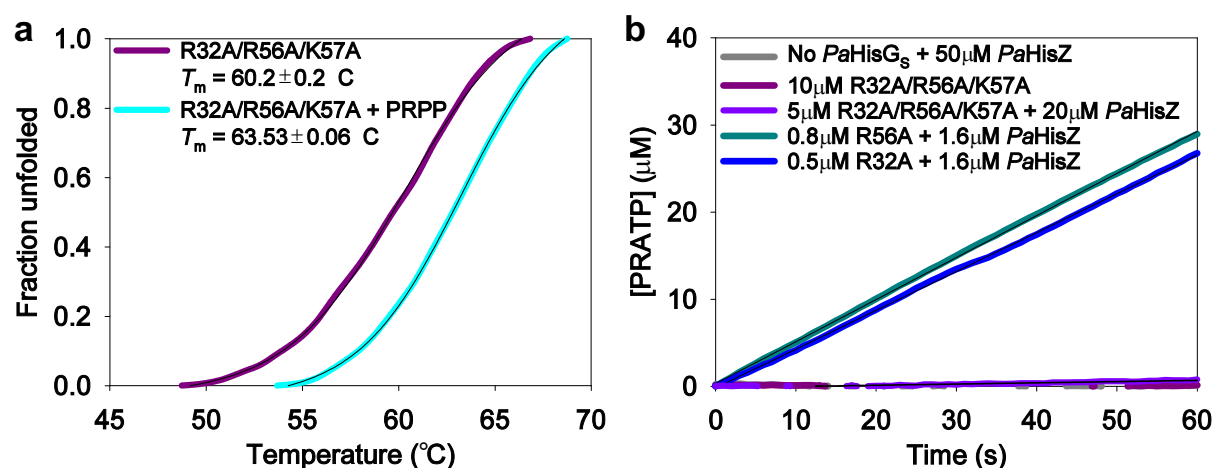 a
R32A/R56A/K57A
Tm = 60.2±0.2 C
R32A/R56A/K57A + PRPP
Tm = 63.53±0.06 C
Fraction unfolded
1.0
0.8
0.6
0.4
0.2
0.0
45 50 55 60 65 70
Temperature (°C)
b
No PaHisGS + 50μM PaHisZ
10μM R32A/R56A/K57A
5μM R32A/R56A/K57A + 20μM PaHisZ
0.8μM R56A + 1.6μM PaHisZ
0.5μM R32A + 1.6μM PaHisZ
[PRATP] (μM)
40
30
20
10
0
0 10 20 30 40 50 60
Time (s)